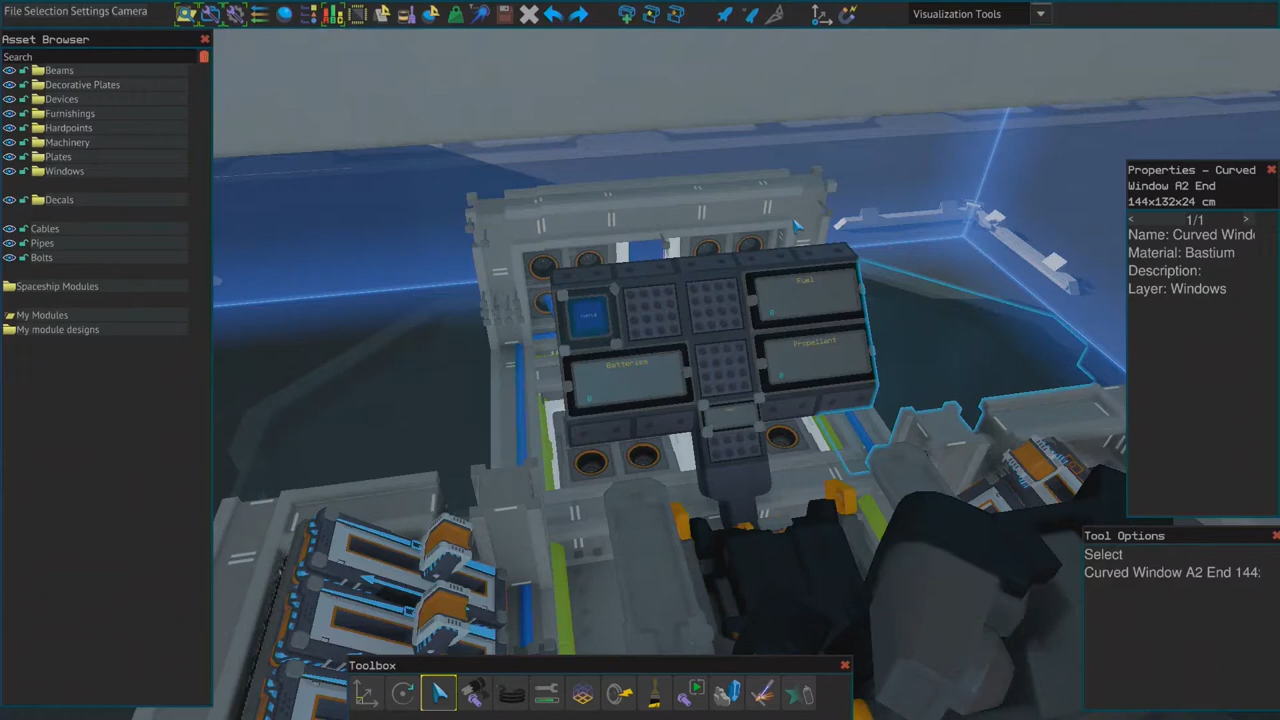 File Selection Settings Camera
Visualization Tools
Asset Browser
Search
Beams
Decorative Plates
Devices
Furnishings
Hardpoints
Machinery
Plates
Windows
Decals
Cables
Pipes
Bolts
Spaceship Modules
My Modules
My module designs
Properties - Curved
Window A2 End
144x132x24 cm
< 1/1 >
Name: Curved Wind
Material: Bastium
Description:
Layer: Windows
Fuel
0
Propellant
0
Batteries
0
Tool Options
Select
Curved Window A2 End 144:
Toolbox